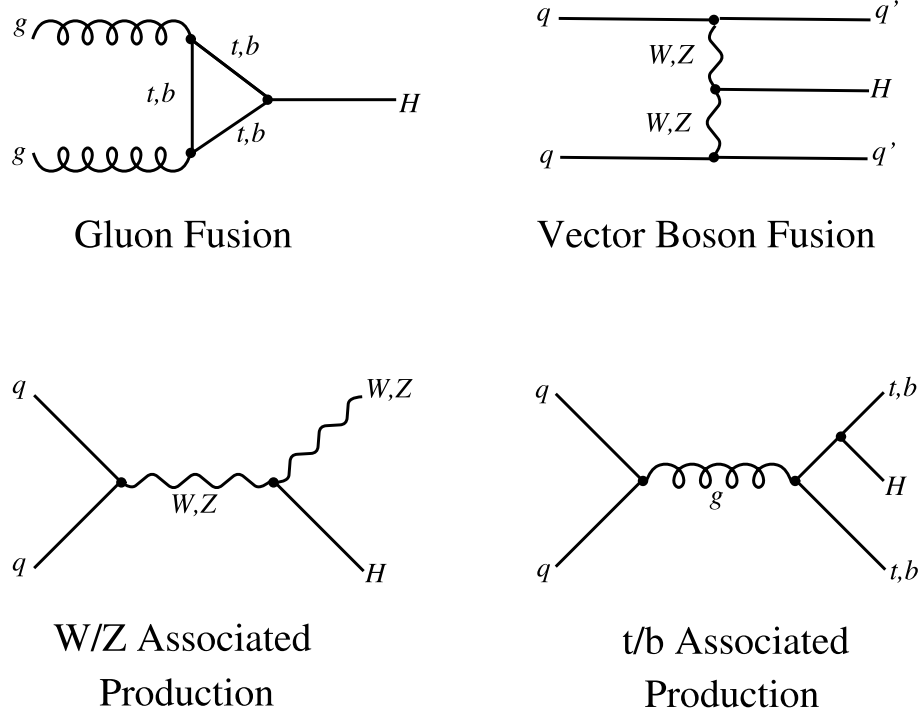 g
t,b
t,b
H
t,b
g
Gluon Fusion
q
q'
W,Z
H
W,Z
q
q'
Vector Boson Fusion
q
W,Z
W,Z
q
H
W/Z Associated
Production
q
t,b
g
H
q
t,b
t/b Associated
Production